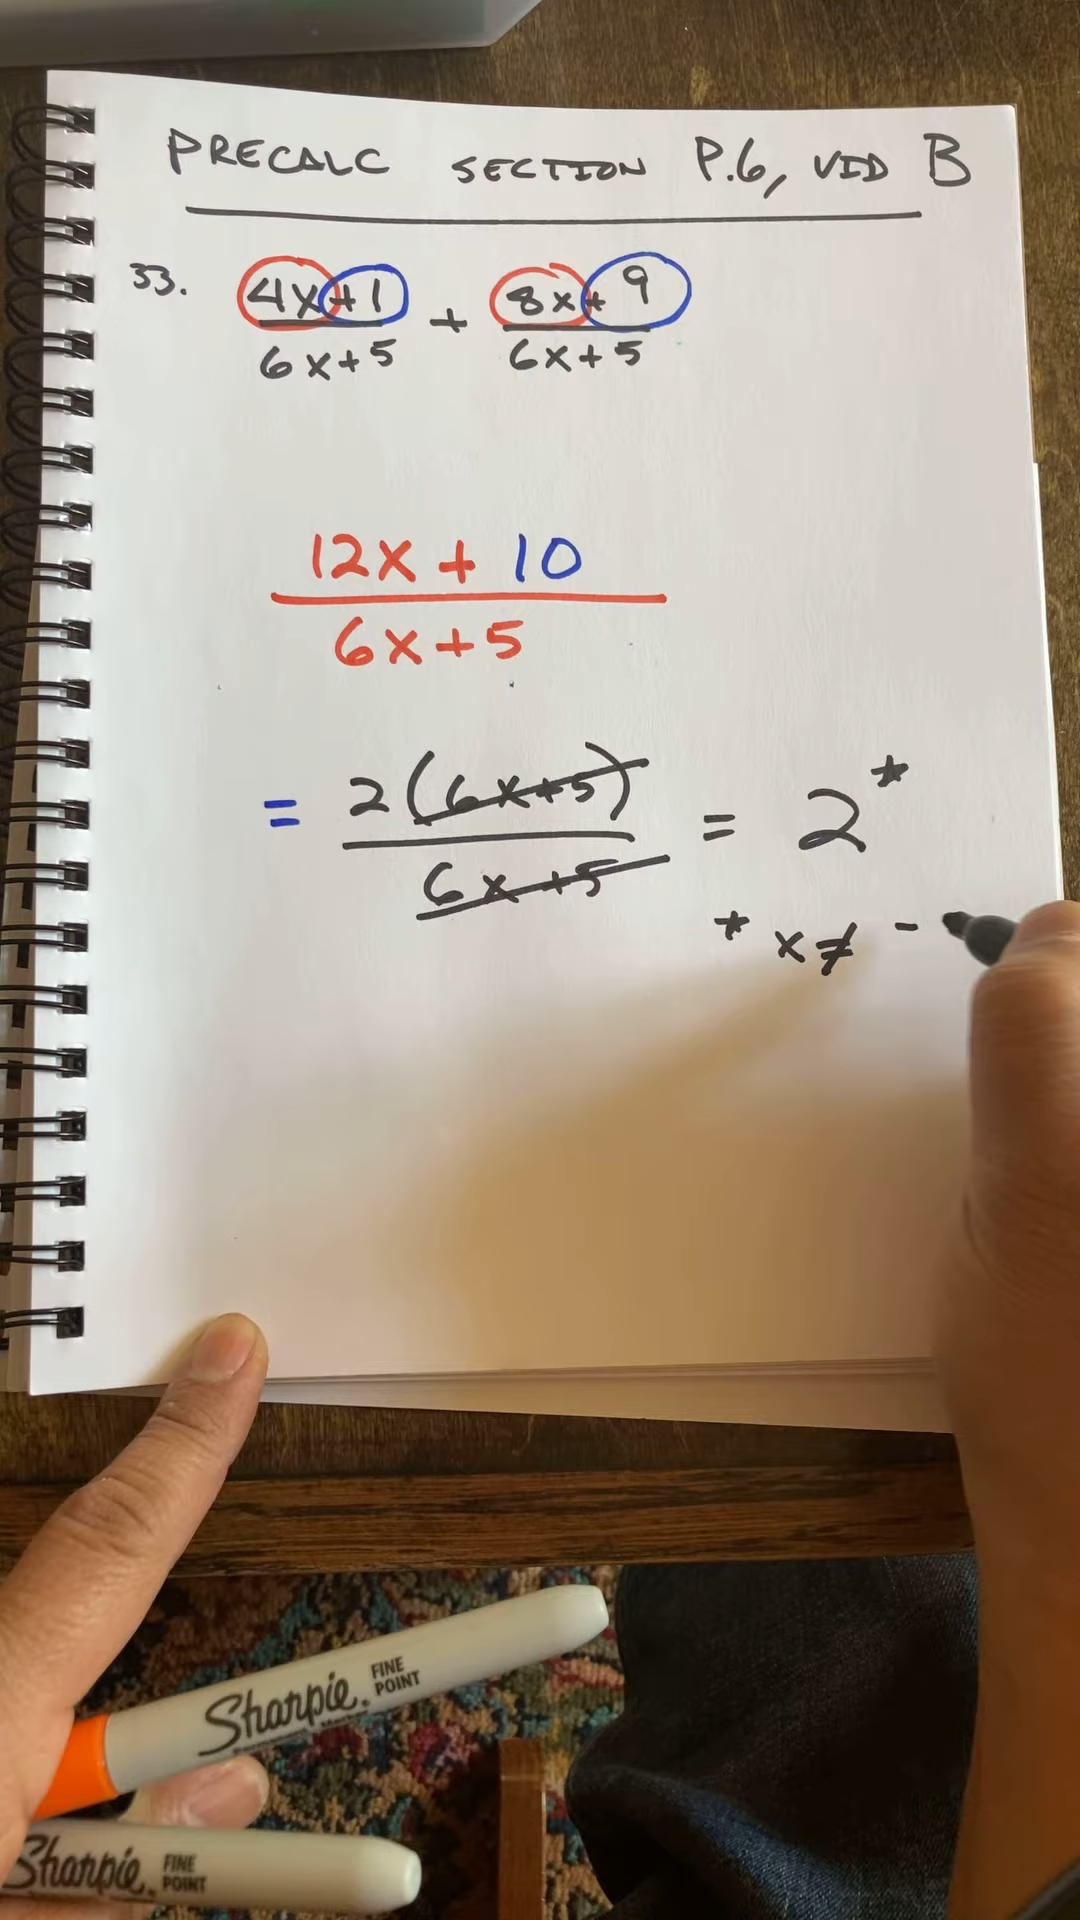 PRECALC SECTION P.6, VID B
33. 4x+1 + 8x+9
6x+5 6x+5
12x + 10
6x+5
= 2(6x+5) = 2*
6x+5
* x ≠ -
Sharpie. FINE POINT
Sharpie. FINE POINT